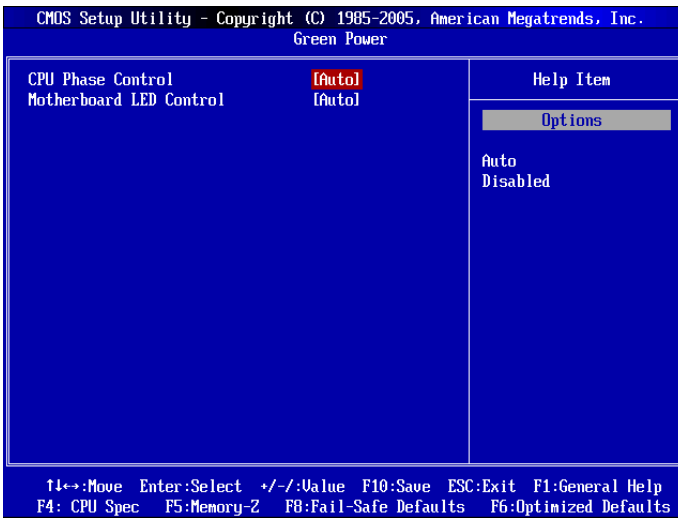 CMOS Setup Utility - Copyright (C) 1985-2005, American Megatrends, Inc.
Green Power
CPU Phase Control [Auto]
Motherboard LED Control [Auto]
Help Item
Options
Auto
Disabled
↑↓←→:Move Enter:Select +/-/:Value F10:Save ESC:Exit F1:General Help
F4: CPU Spec F5:Memory-Z F8:Fail-Safe Defaults F6:Optimized Defaults